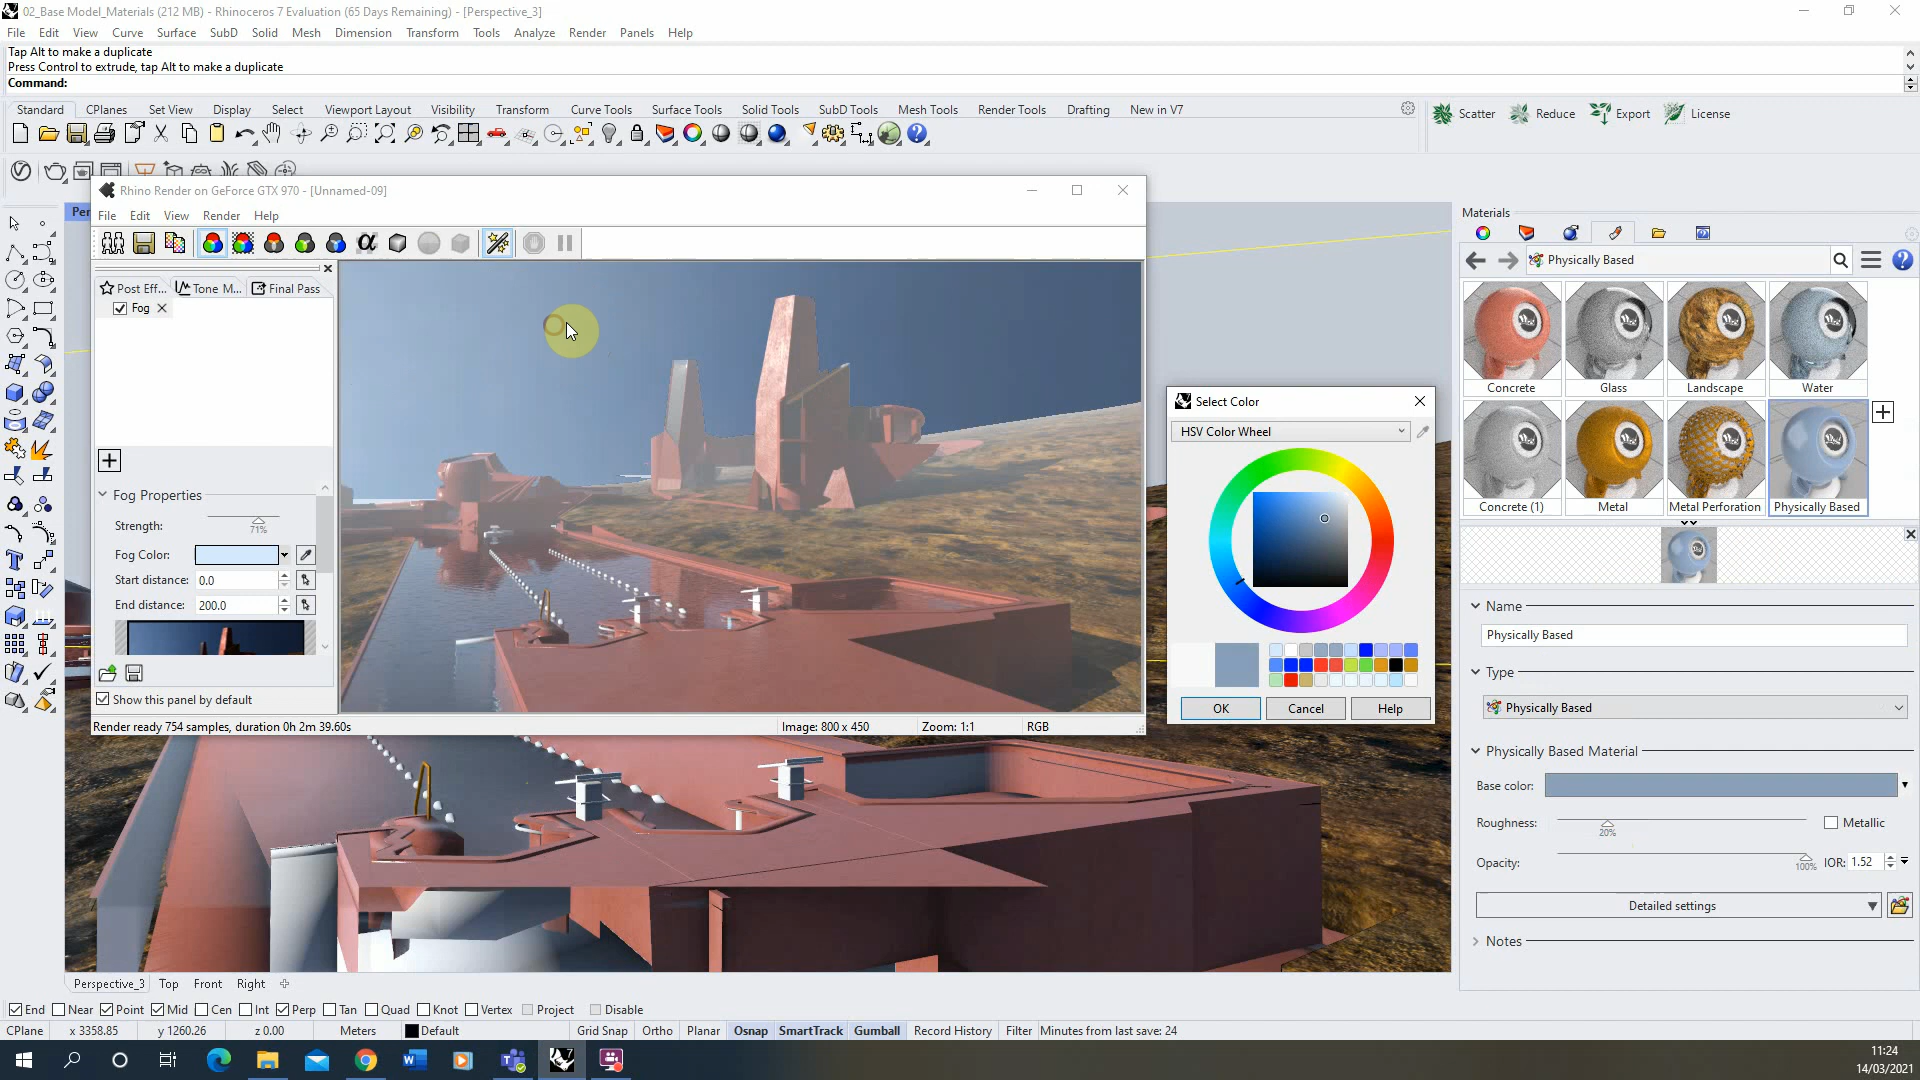 02_Base Model_Materials (212 MB) - Rhinoceros 7 Evaluation (65 Days Remaining) - [Perspective_3]
File Edit View Curve Surface SubD Solid Mesh Dimension Transform Tools Analyze Render Panels Help
Tap Alt to make a duplicate
Press Control to extrude, tap Alt to make a duplicate
Command:
Standard CPlanes Set View Display Select Viewport Layout Visibility Transform Curve Tools Surface Tools Solid Tools SubD Tools Mesh Tools Render Tools Drafting New in V7
Scatter Reduce Export License
Rhino Render on GeForce GTX 970 - [Unnamed-09]
File Edit View Render Help
Post Eff... Tone M... Final Pass
Fog
Fog Properties
Strength: 71%
Fog Color:
Start distance: 0.0
End distance: 200.0
Show this panel by default
Render ready 754 samples, duration 0h 2m 39.60s Image: 800 x 450 Zoom: 1:1 RGB
Select Color
HSV Color Wheel
OK Cancel Help
Materials
Physically Based
Concrete Glass Landscape Water
Concrete (1) Metal Metal Perforation Physically Based
Name
Physically Based
Type
Physically Based
Physically Based Material
Base color:
Roughness: 20% Metallic
Opacity: 100% IOR: 1.52
Detailed settings
Notes
Perspective_3 Top Front Right
End Near Point Mid Cen Int Perp Tan Quad Knot Vertex Project Disable
CPlane x 3358.85 y 1260.26 z 0.00 Meters Default Grid Snap Ortho Planar Osnap SmartTrack Gumball Record History Filter Minutes from last save: 24
11:24
14/03/2021